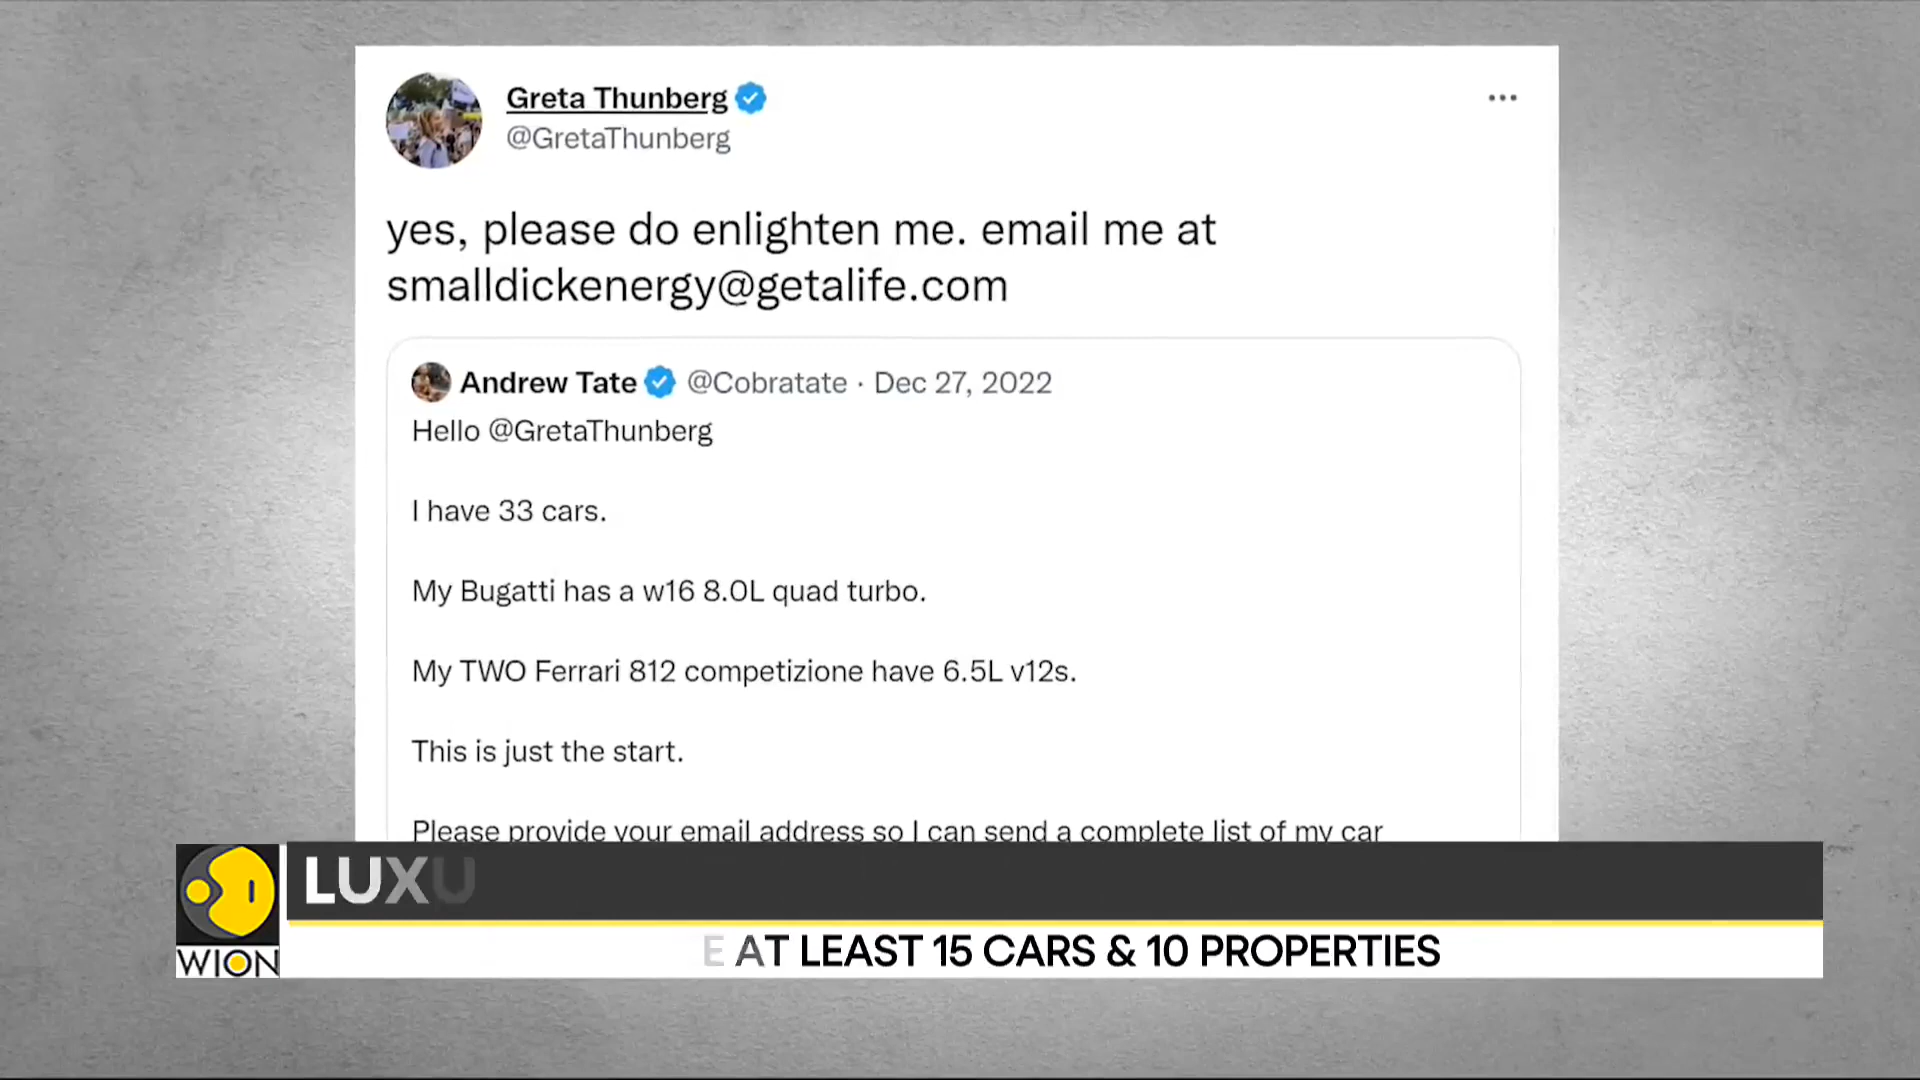 Greta Thunberg
@GretaThunberg
yes, please do enlighten me. email me at
smalldickenergy@getalife.com
Andrew Tate @Cobratate · Dec 27, 2022
Hello @GretaThunberg
I have 33 cars.
My Bugatti has a w16 8.0L quad turbo.
My TWO Ferrari 812 competizione have 6.5L v12s.
This is just the start.
Please provide your email address so I can send a complete list of my car
LUXU
E AT LEAST 15 CARS & 10 PROPERTIES
WION